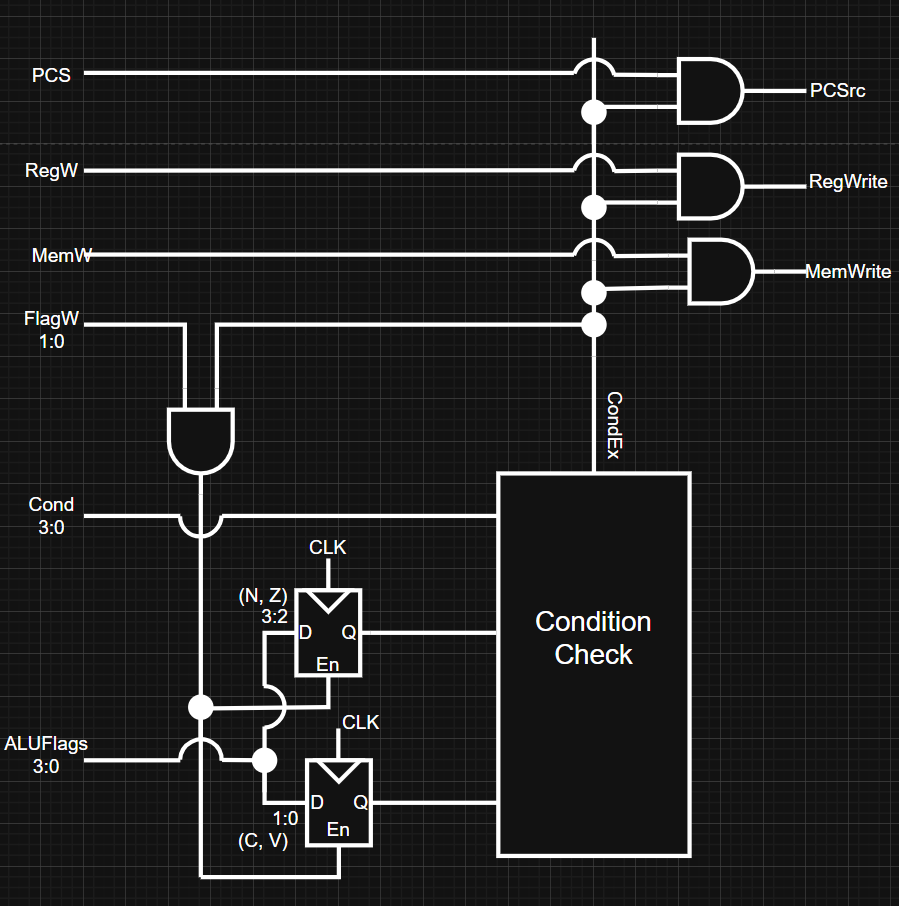 PCS
PCSrc
RegW
RegWrite
MemW
MemWrite
FlagW
1:0
CondEx
Cond
3:0
CLK
(N, Z)
3:2
D
Q
En
Condition
Check
CLK
ALUFlags
3:0
D
Q
1:0
En
(C, V)